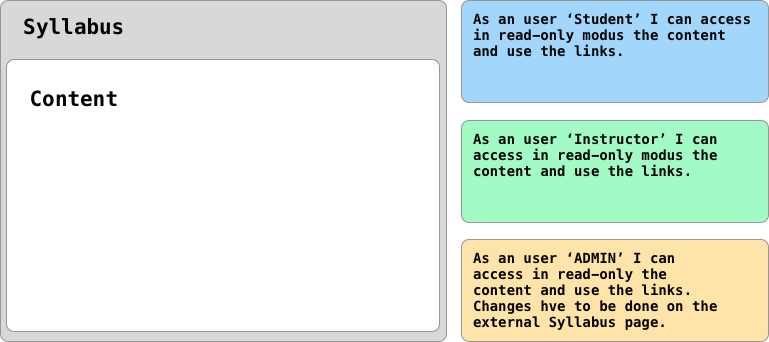 Syllabus
Content
As an user ‘Student’ I can access
in read–only modus the content
and use the links.
As an user ‘Instructor’ I can
access in read–only modus the
content and use the links.
As an user ‘ADMIN’ I can
access in read–only the
content and use the links.
Changes hve to be done on the
external Syllabus page.